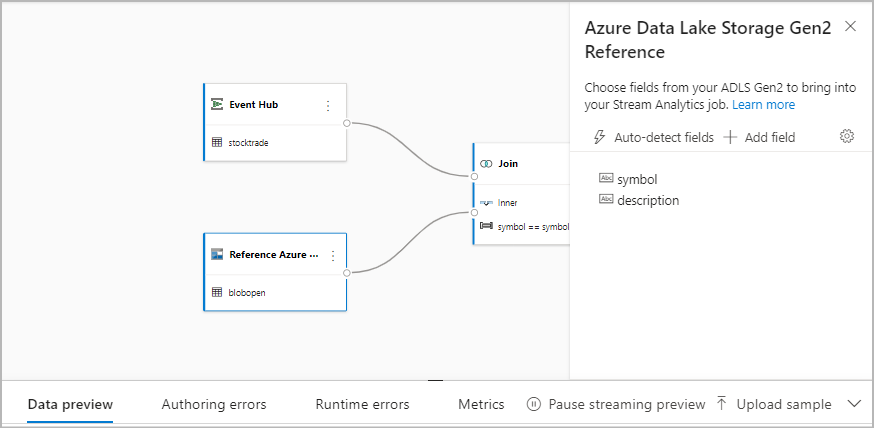 Azure Data Lake Storage Gen2
Reference
Choose fields from your ADLS Gen2 to bring into
your Stream Analytics job. Learn more
Auto-detect fields
Add field
Abc symbol
Abc description
Event Hub
stocktrade
Join
Inner
symbol == symbol
Reference Azure ...
blobopen
Data preview
Authoring errors
Runtime errors
Metrics
Pause streaming preview
Upload sample